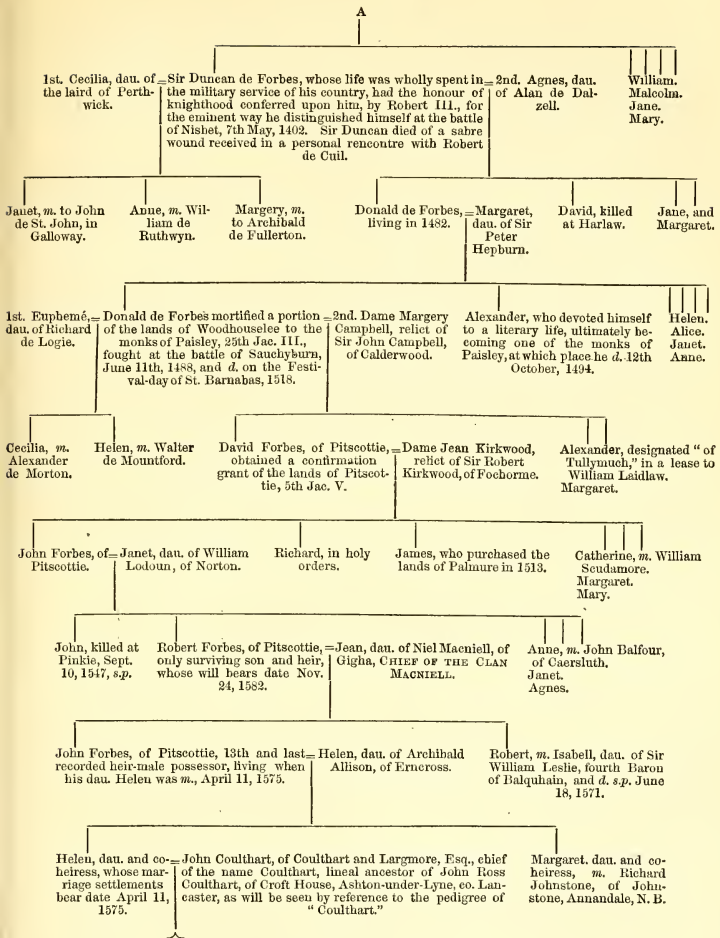 A
1st. Cecilia, dau. of
the laird of Perth-
wick.
=Sir Duncan de Forbes, whose life was wholly spent in=
the military service of his country, had the honour of
knighthood conferred upon him, by Robert III., for
the eminent way he distinguished himself at the battle
of Nisbet, 7th May, 1402. Sir Duncan died of a sabre
wound received in a personal rencontre with Robert
de Cuil.
2nd. Agnes, dau.
of Alan de Dal-
zell.
William.
Malcolm.
Jane.
Mary.
Janet, m. to John
de St. John, in
Galloway.
Anne, m. Wil-
liam de
Ruthwyn.
Margery, m.
to Archibald
de Fullerton.
Donald de Forbes,=
living in 1482.
Margaret,
dau. of Sir
Peter
Hepburn.
David, killed
at Harlaw.
Jane, and
Margaret.
1st. Euphemé,=
dau. of Richard
de Logie.
Donald de Forbes mortified a portion=
of the lands of Woodhouselee to the
monks of Paisley, 25th Jac. III.,
fought at the battle of Sauchyburn,
June 11th, 1488, and d. on the Festi-
val-day of St. Barnabas, 1518.
2nd. Dame Margery
Campbell, relict of
Sir John Campbell,
of Calderwood.
Alexander, who devoted himself
to a literary life, ultimately be-
coming one of the monks of
Paisley, at which place he d. 12th
October, 1494.
Helen.
Alice.
Janet.
Anne.
Cecilia, m.
Alexander
de Morton.
Helen, m. Walter
de Mountford.
David Forbes, of Pitscottie,=
obtained a confirmation
grant of the lands of Pitscot-
tie, 5th Jac. V.
Dame Jean Kirkwood,
relict of Sir Robert
Kirkwood, of Fochorme.
Alexander, designated "of
Tullymuch," in a lease to
William Laidlaw.
Margaret.
John Forbes, of=
Pitscottie.
Janet, dau. of William
Lodoun, of Norton.
Richard, in holy
orders.
James, who purchased the
lands of Palmure in 1513.
Catherine, m. William
Scudamore.
Margaret.
Mary.
John, killed at
Pinkie, Sept.
10, 1547, s.p.
Robert Forbes, of Pitscottie,=
only surviving son and heir,
whose will bears date Nov.
24, 1582.
Jean, dau. of Niel Macniell, of
Gigha, CHIEF OF THE CLAN
MACNIELL.
Anne, m. John Balfour,
of Caersluth.
Janet.
Agnes.
John Forbes, of Pitscottie, 13th and last=
recorded heir-male possessor, living when
his dau. Helen was m., April 11, 1575.
Helen, dau. of Archibald
Allison, of Erncross.
Robert, m. Isabell, dau. of Sir
William Leslie, fourth Baron
of Balquhain, and d. s.p. June
18, 1571.
Helen, dau. and co-=
heiress, whose mar-
riage settlements
bear date April 11,
1575.
John Coulthart, of Coulthart and Largmore, Esq., chief
of the name Coulthart, lineal ancestor of John Ross
Coulthart, of Croft House, Ashton-under-Lyne, co. Lan-
caster, as will be seen by reference to the pedigree of
"Coulthart."
Margaret. dau. and co-
heiress, m. Richard
Johnstone, of John-
stone, Annandale, N. B.